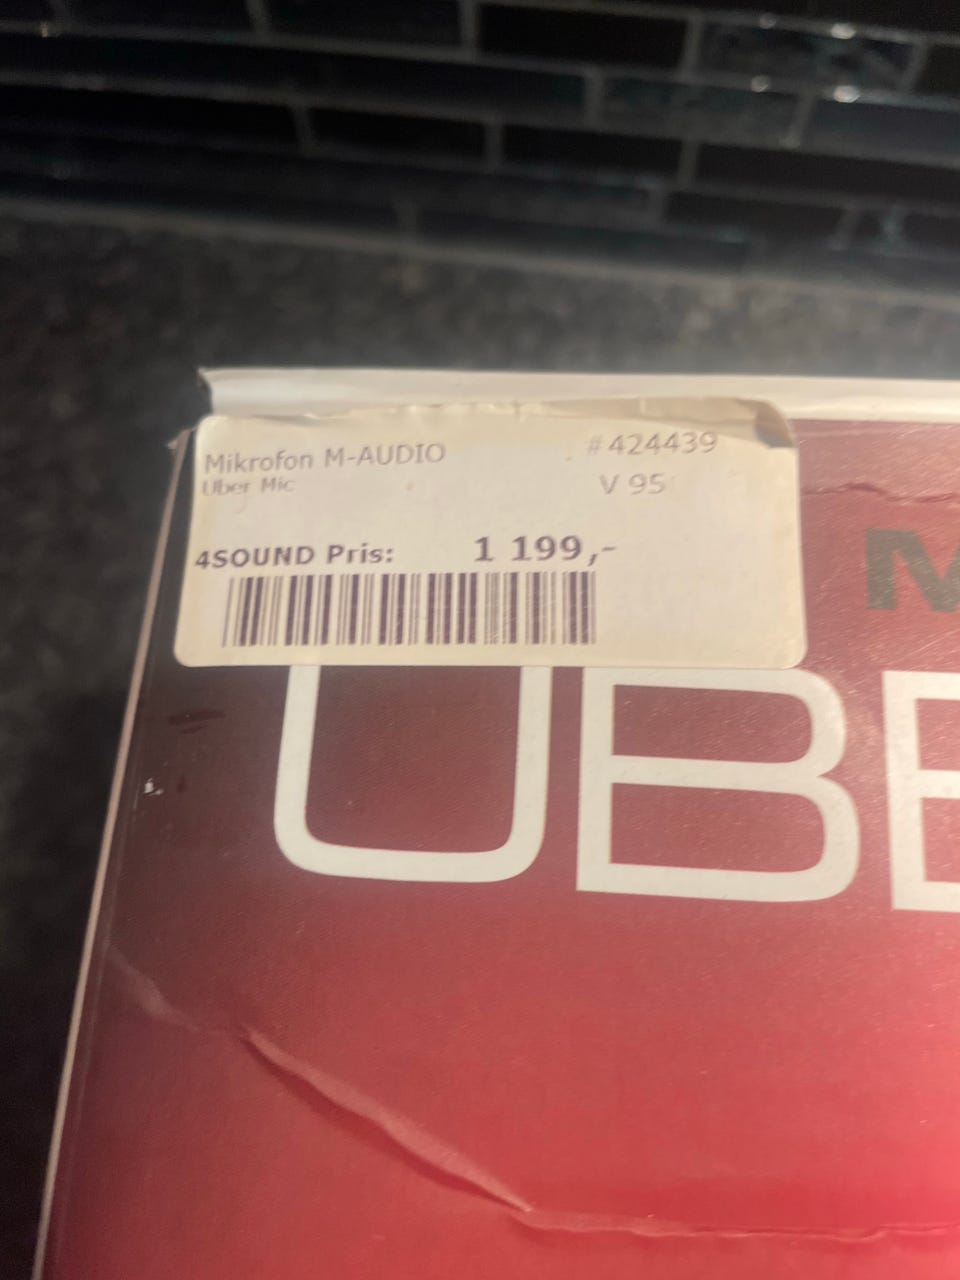 Mikrofon M-AUDIO #424439
Uber Mic V 95
4SOUND Pris: 1 199,-
M
UBE